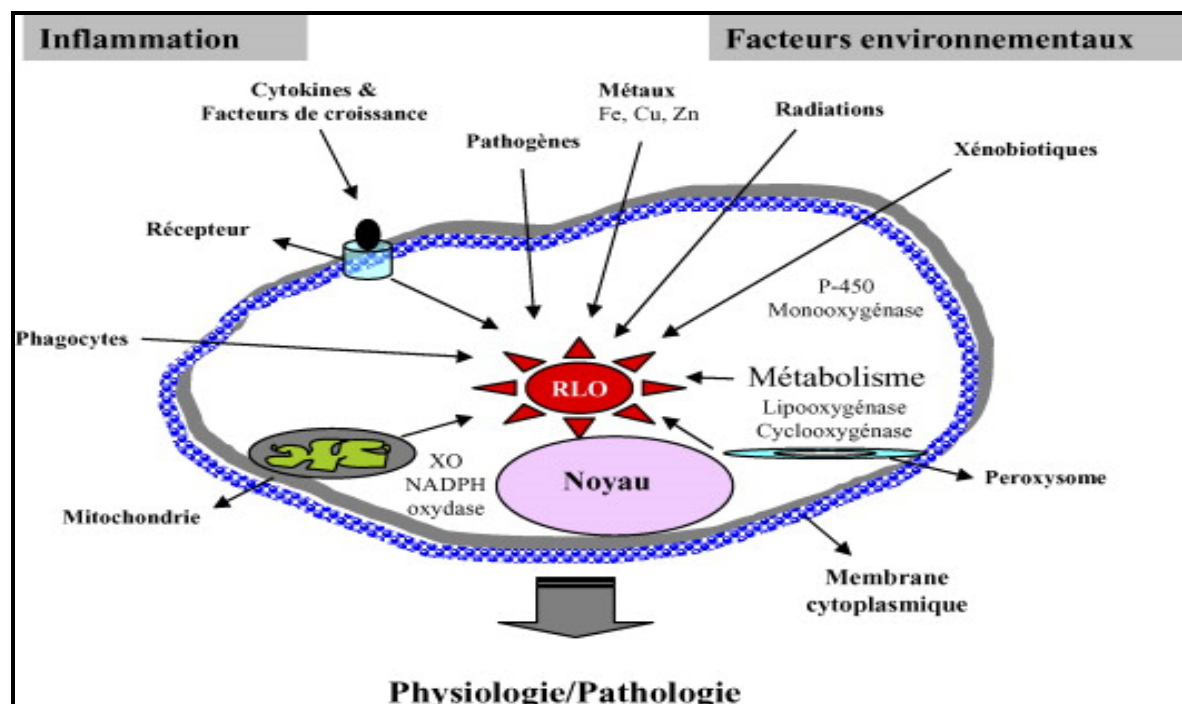 Inflammation
Facteurs environnementaux
Cytokines &
Facteurs de croissance
Métaux
Fe, Cu, Zn
Radiations
Pathogènes
Xénobiotiques
Récepteur
P-450
Monooxygénase
Phagocytes
RLO
Métabolisme
Lipooxygénase
Cyclooxygénase
XO
NADPH
oxydase
Noyau
Peroxysome
Mitochondrie
Membrane
cytoplasmique
Physiologie/Pathologie